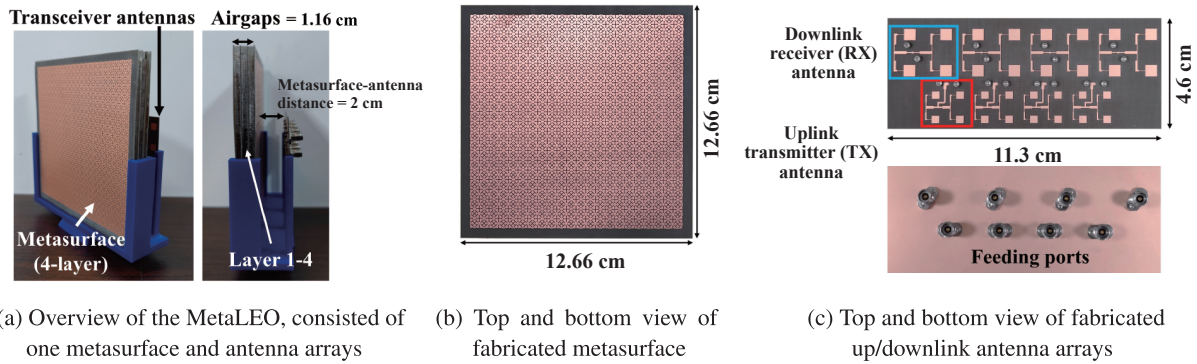 Transceiver antennas
Airgaps = 1.16 cm
Metasurface-antenna
distance = 2 cm
Metasurface
(4-layer)
Layer 1-4
12.66 cm
12.66 cm
Downlink
receiver (RX)
antenna
Uplink
transmitter (TX)
antenna
4.6 cm
11.3 cm
Feeding ports
(a) Overview of the MetaLEO, consisted of
one metasurface and antenna arrays
(b) Top and bottom view of
fabricated metasurface
(c) Top and bottom view of fabricated
up/downlink antenna arrays